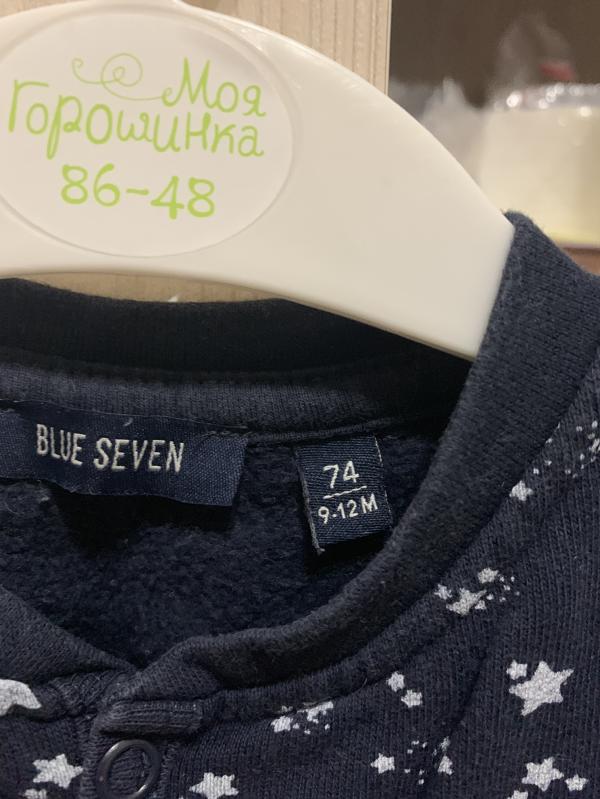 Моя
Горошинка
86-48
BLUE SEVEN
74
9-12M